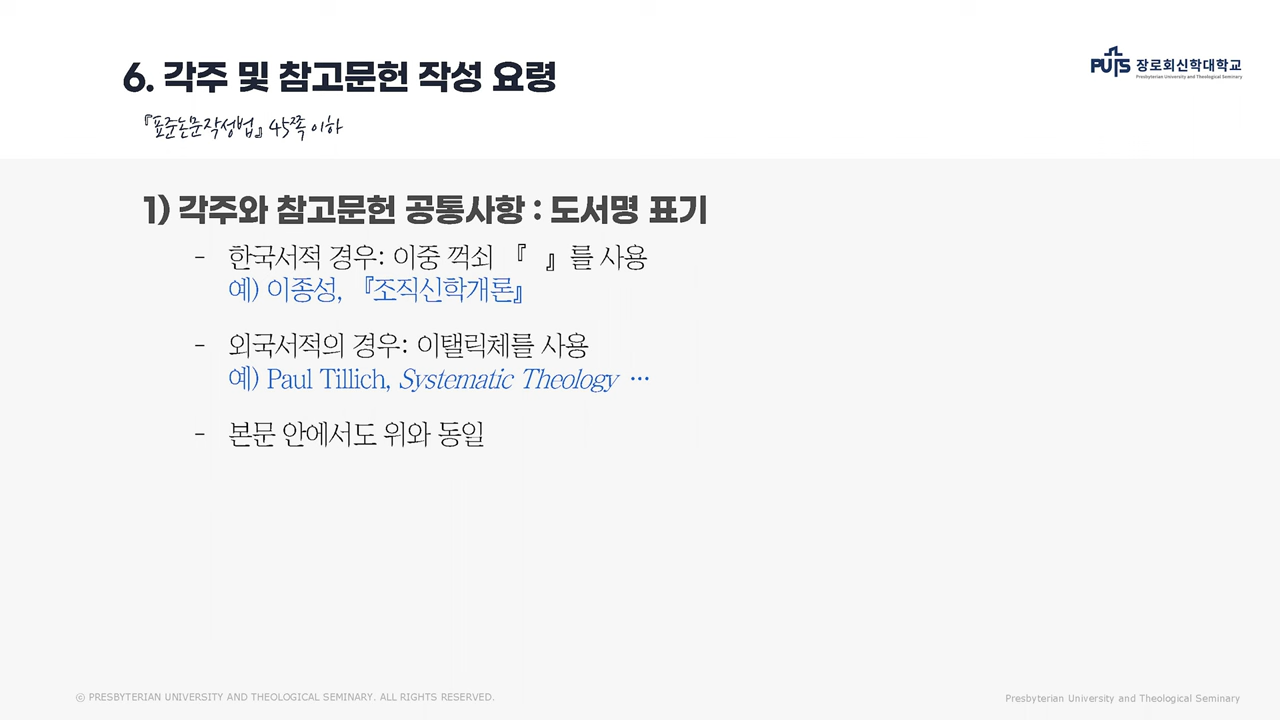 6. 각주 및 참고문헌 작성 요령
PUTS 장로회신학대학교
Presbyterian University and Theological Seminary
『표준논문작성법』 45쪽 이하
1) 각주와 참고문헌 공통사항 : 도서명 표기
- 한국서적 경우: 이중 꺽쇠 『 』를 사용
예) 이종성, 『조직신학개론』
- 외국서적의 경우: 이탤릭체를 사용
예) Paul Tillich, Systematic Theology …
- 본문 안에서도 위와 동일
© PRESBYTERIAN UNIVERSITY AND THEOLOGICAL SEMINARY. ALL RIGHTS RESERVED.
Presbyterian University and Theological Seminary